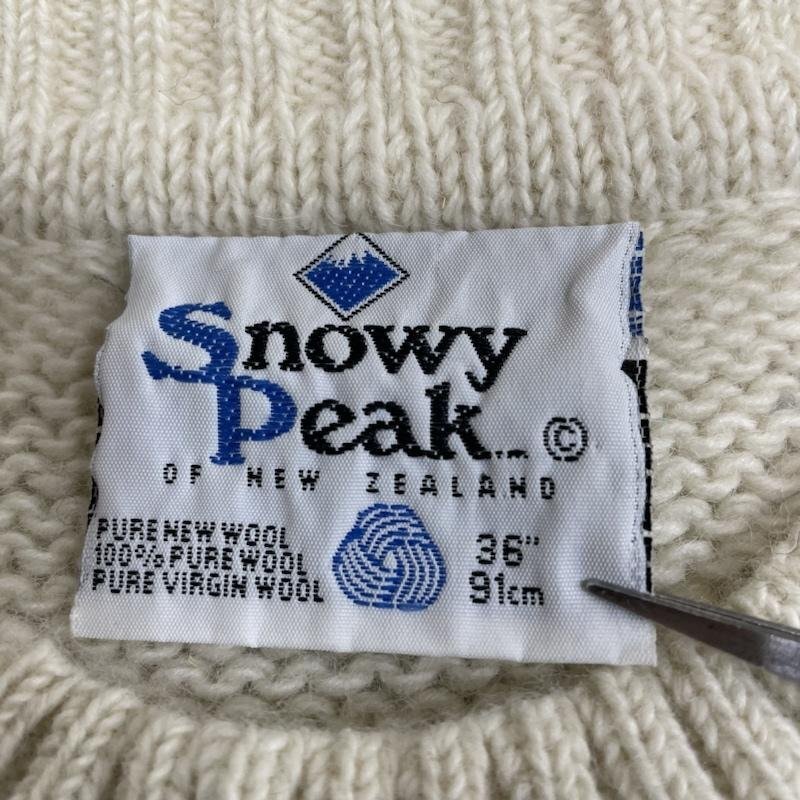 Snowy
Peak ©
OF NEW ZEALAND
PURE NEW WOOL
100% PURE WOOL
PURE VIRGIN WOOL
36"
91cm